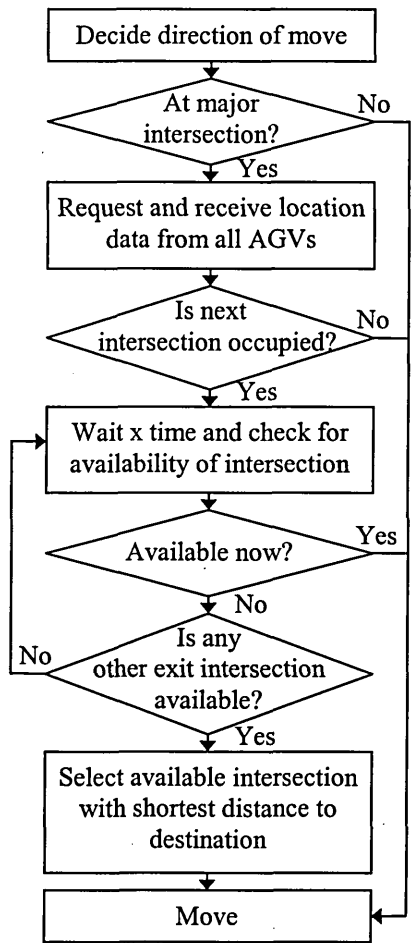 Decide direction of move
At major
intersection?
No
Yes
Request and receive location
data from all AGVs
Is next
intersection occupied?
No
Yes
Wait x time and check for
availability of intersection
Available now?
Yes
No
Is any
other exit intersection
available?
No
Yes
Select available intersection
with shortest distance to
destination
Move